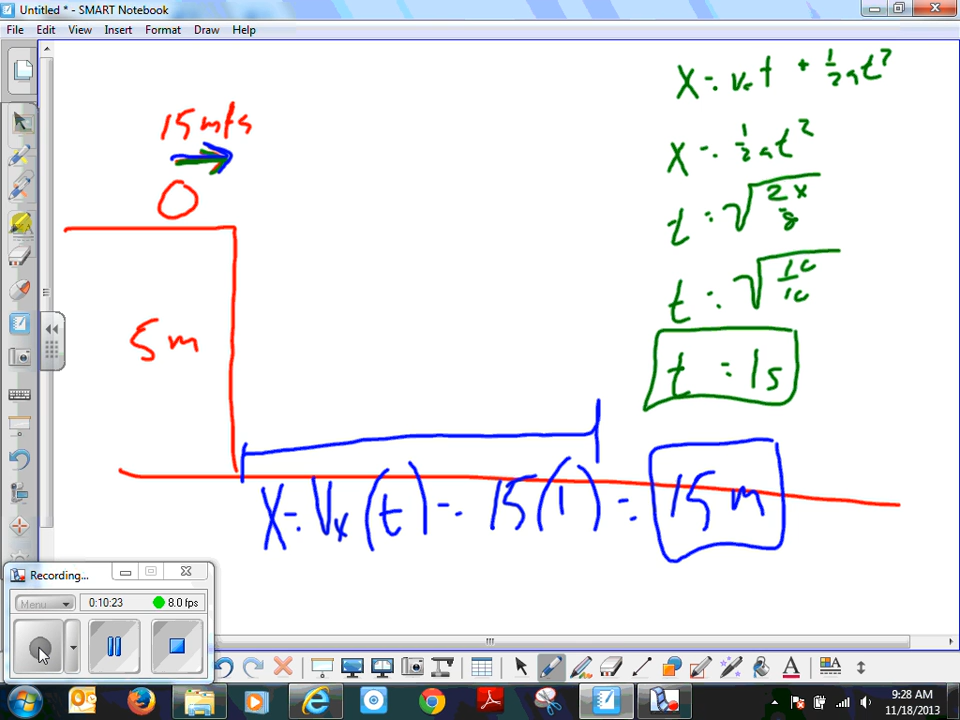 Untitled * - SMART Notebook
File Edit View Insert Format Draw Help
x = v₀t + ½at²
15 m/s
x = ½at²
t = √(2x/g)
t = √(10/10)
5 m
t = 1s
X = Vx(t) = 15(1) = 15 m
Recording...
Menu 0:10:23 8.0 fps
9:28 AM
11/18/2013